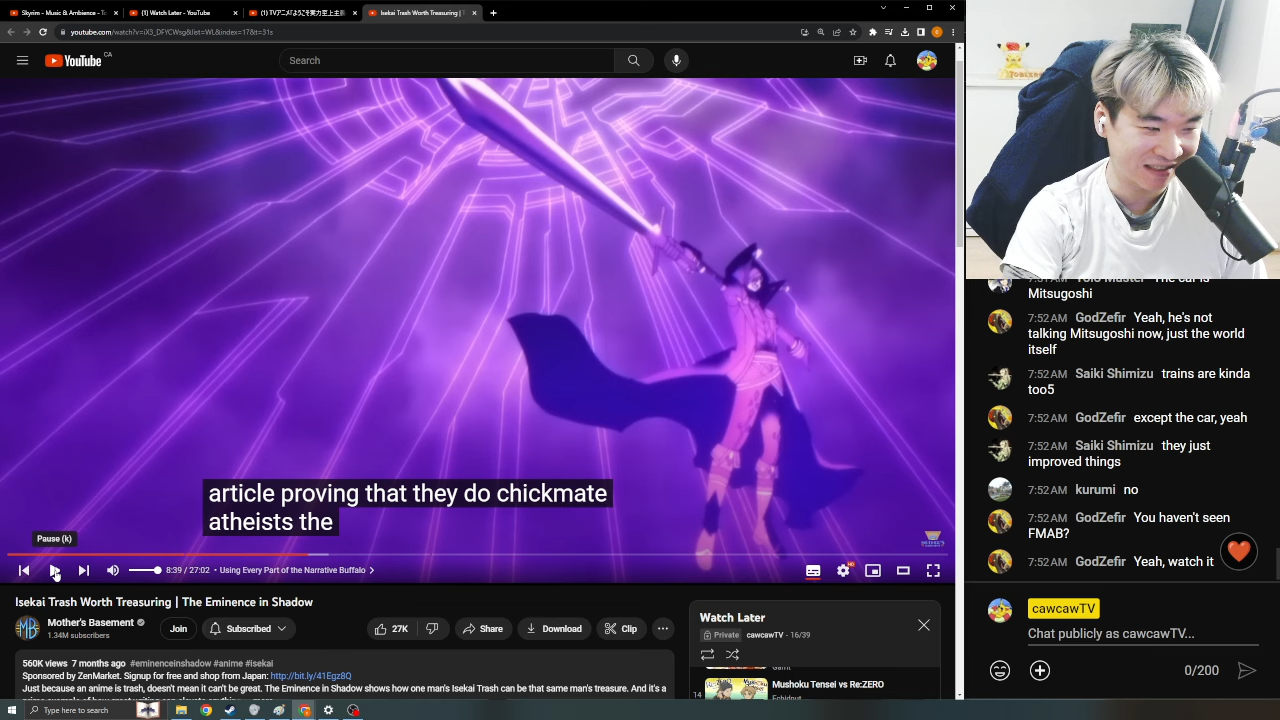 Skyrim - Music & Ambience - Te
(1) Watch Later - YouTube
(1) TVアニメ『ようこそ実力至上主義
Isekai Trash Worth Treasuring | T
youtube.com/watch?v=iX3_DFYCWsg&list=WL&index=17&t=31s
YouTube CA
Search
article proving that they do chickmate
atheists the
Pause (k)
8:39 / 27:02 • Using Every Part of the Narrative Buffalo
HD
Isekai Trash Worth Treasuring | The Eminence in Shadow
Mother's Basement
1.34M subscribers
Join
Subscribed
27K
Share
Download
Clip
560K views 7 months ago #eminenceinshadow #anime #isekai
Sponsored by ZenMarket. Signup for free and shop from Japan: http://bit.ly/41Egz8Q
Just because an anime is trash, doesn't mean it can't be great. The Eminence in Shadow shows how one man's Isekai Trash can be that same man's treasure. And it's a
Watch Later
Private cawcawTV - 16/39
14
Mushoku Tensei vs Re:ZERO
Mitsugoshi
7:52 AM GodZefir Yeah, he's not
talking Mitsugoshi now, just the world
itself
7:52 AM Saiki Shimizu trains are kinda
too5
7:52 AM GodZefir except the car, yeah
7:52 AM Saiki Shimizu they just
improved things
7:52 AM kurumi no
7:52 AM GodZefir You haven't seen
FMAB?
7:52 AM GodZefir Yeah, watch it
cawcawTV
Chat publicly as cawcawTV...
0/200
Type here to search